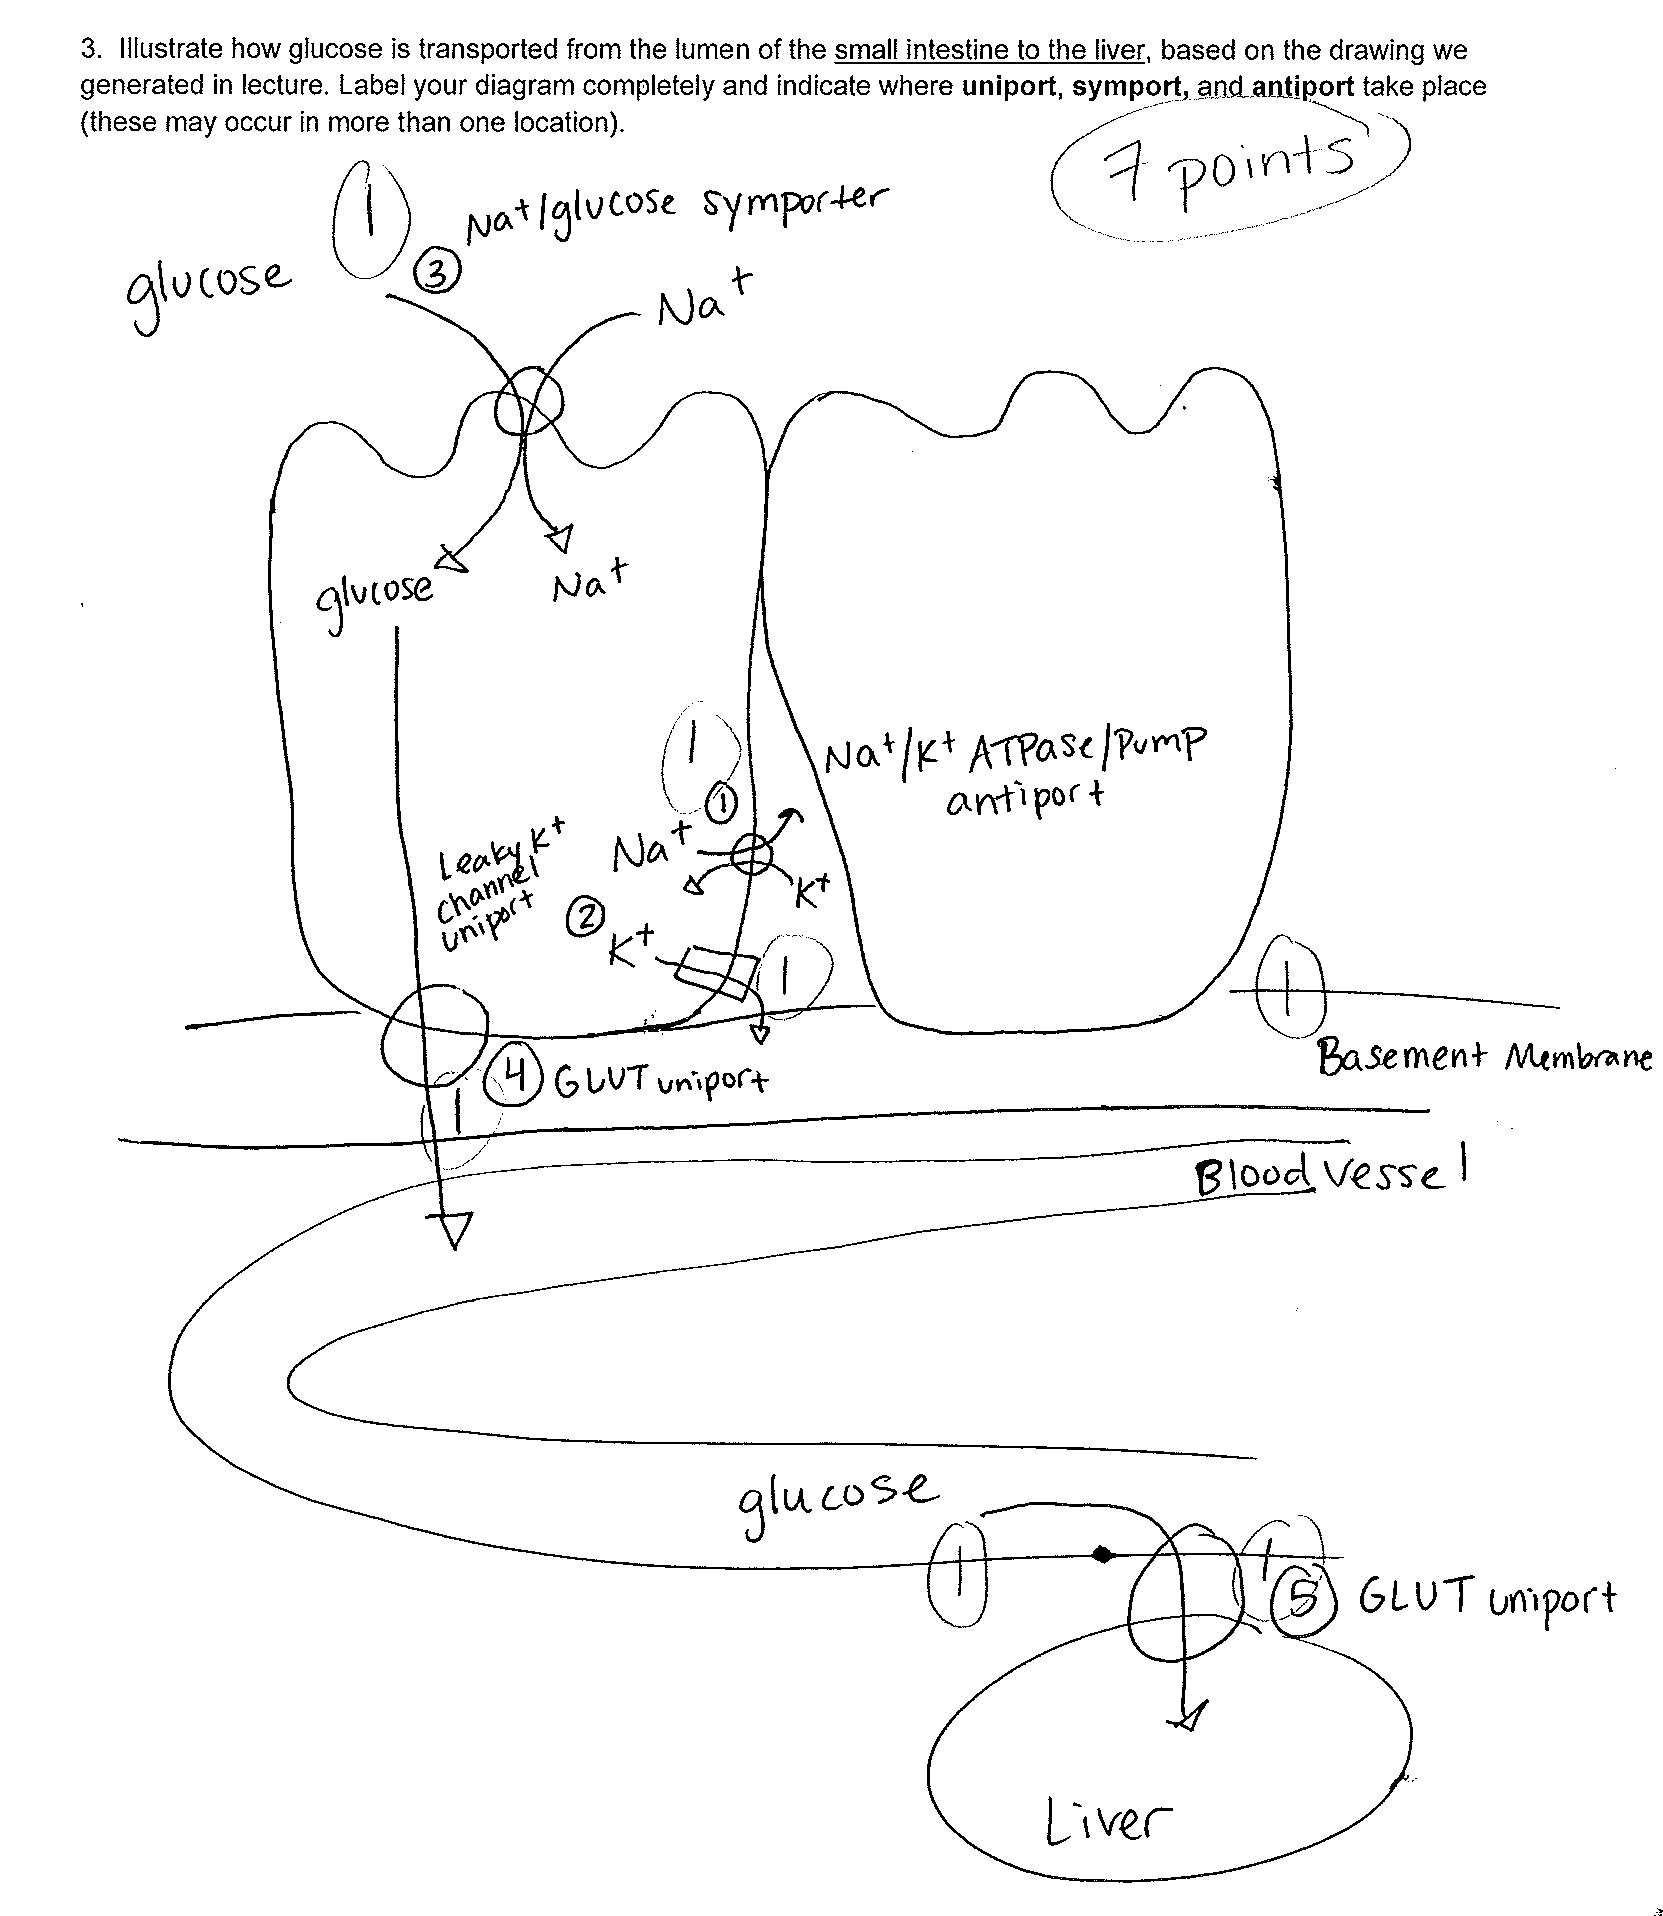 3. Illustrate how glucose is transported from the lumen of the small intestine to the liver, based on the drawing we
generated in lecture. Label your diagram completely and indicate where uniport, symport, and antiport take place
(these may occur in more than one location).
7 points
1
Na+/glucose symporter
3
glucose
Na+
glucose
Na+
1
Na+/K+ ATPase/Pump
antiport
1
Na+
K+
Leaky K+
channel
uniport
2
K+
1
1
Basement Membrane
4 GLUT uniport
1
Blood Vessel
glucose
1
1
5 GLUT uniport
Liver